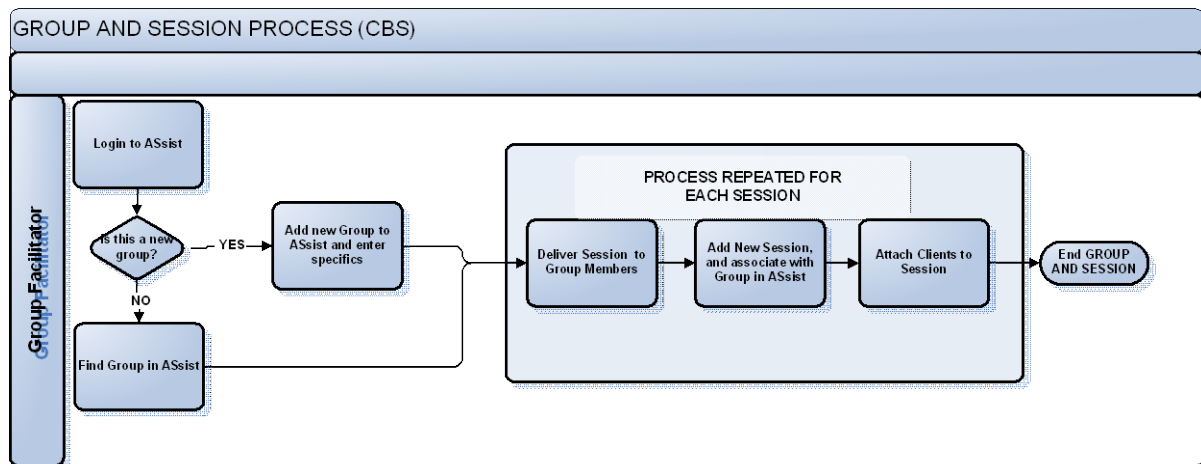 GROUP AND SESSION PROCESS (CBS)
Group Facilitator
Login to ASsist
Is this a new
group?
YES
NO
Add new Group to
ASsist and enter
specifics
Find Group in ASsist
PROCESS REPEATED FOR
EACH SESSION
Deliver Session to
Group Members
Add New Session,
and associate with
Group in ASsist
Attach Clients to
Session
End GROUP
AND SESSION